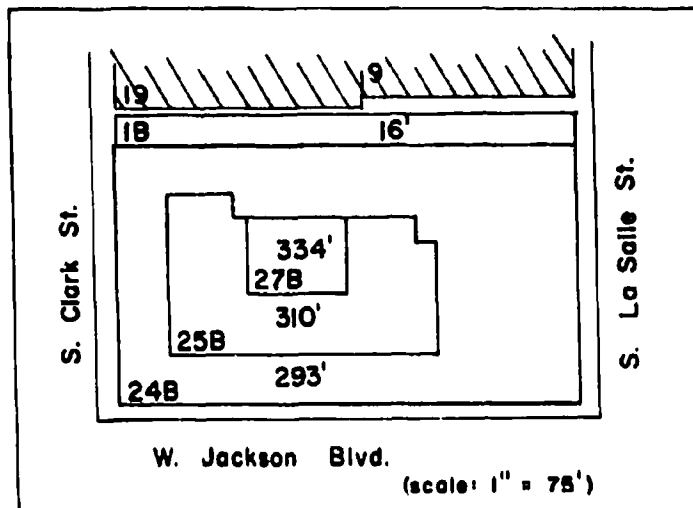 9
19
1B 16'
S. Clark St.
S. La Salle St.
334'
27B
310'
25B
293'
24B
W. Jackson Blvd.
(scale: 1" = 75')